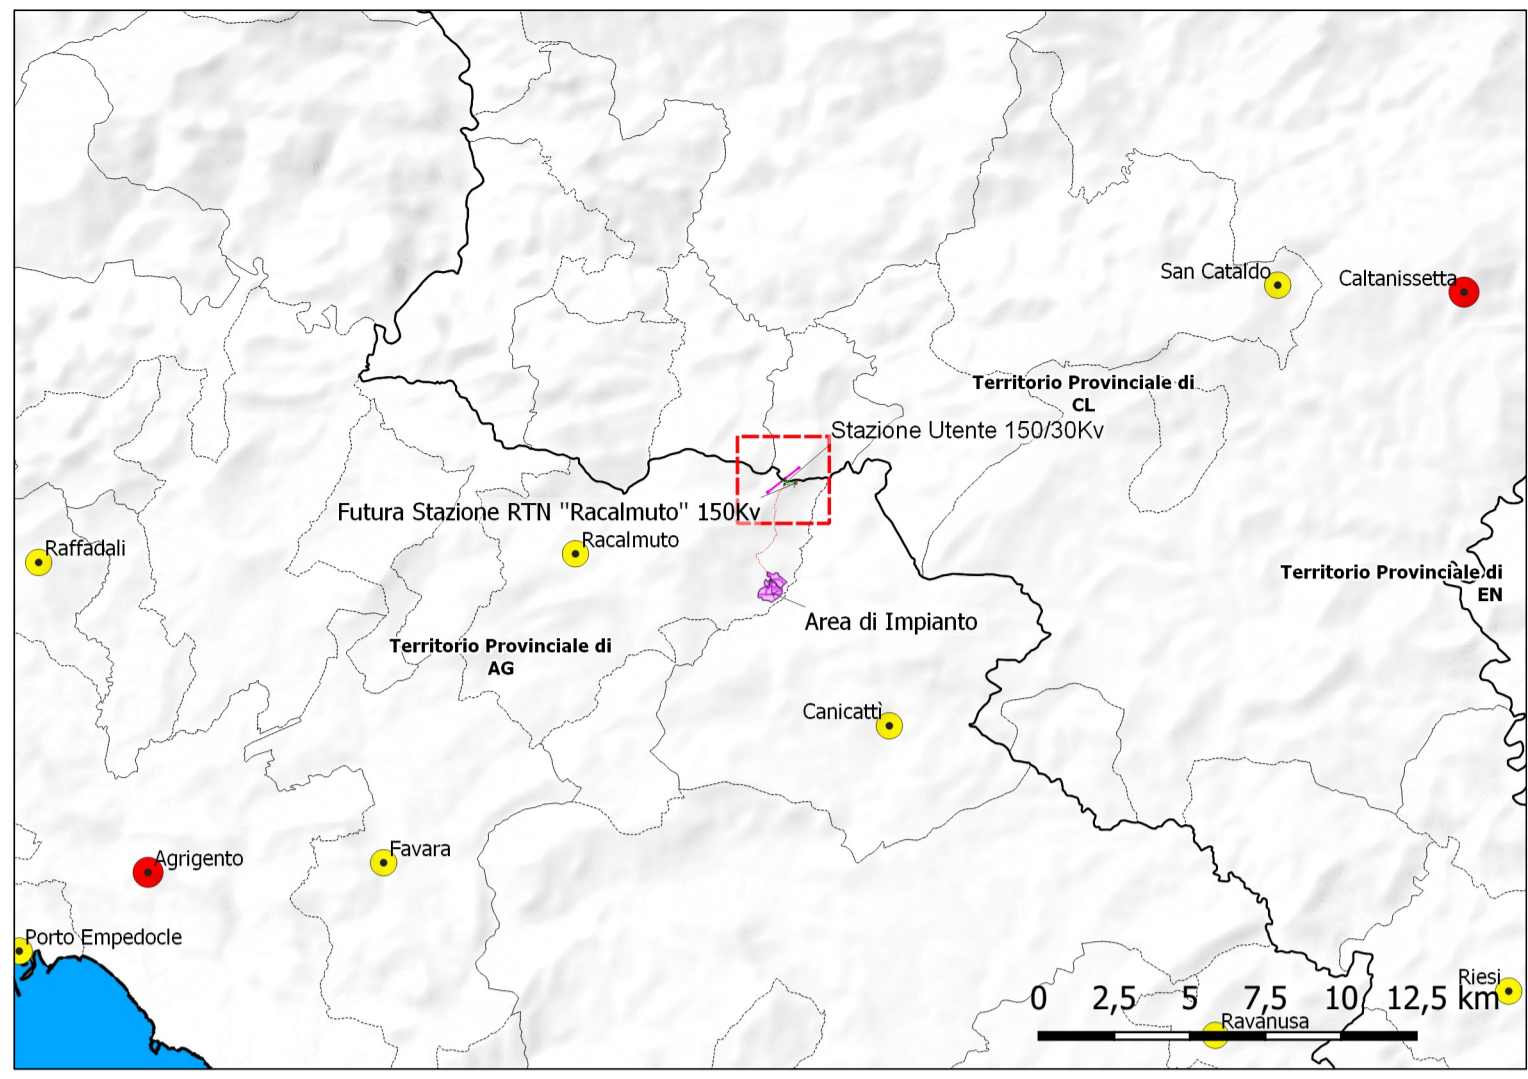 San Cataldo
Caltanissetta
Territorio Provinciale di
CL
Stazione Utente 150/30Kv
Futura Stazione RTN "Racalmuto" 150Kv
Racalmuto
Raffadali
Territorio Provinciale di
EN
Area di Impianto
Territorio Provinciale di
AG
Canicattì
Favara
Agrigento
Porto Empedocle
Riesi
0 2,5 5 7,5 10 12,5 km
Ravanusa